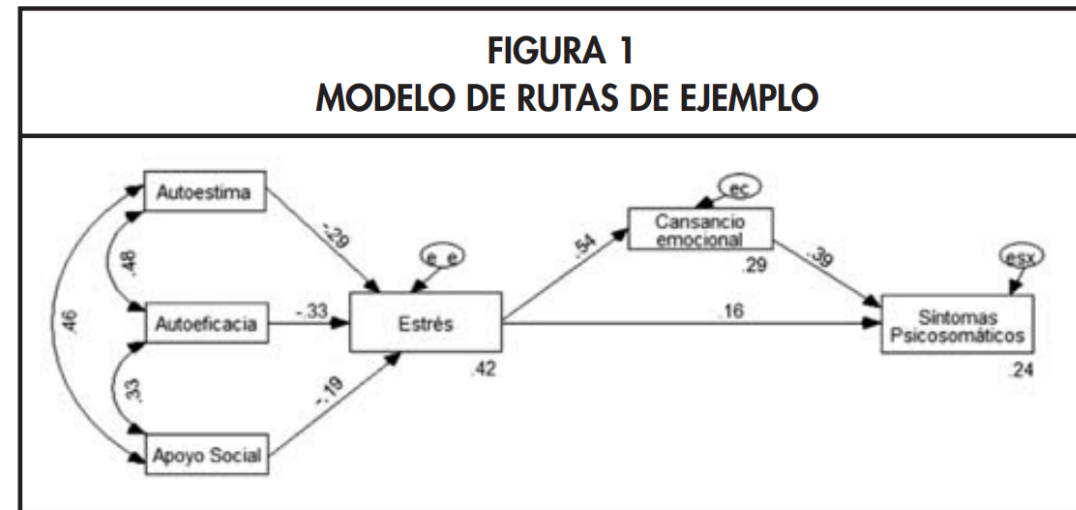 FIGURA 1
MODELO DE RUTAS DE EJEMPLO
Autoestima
Autoeficacia
Apoyo Social
.46
.48
.33
-.29
-.33
-.19
e_e
Estrés
.42
.54
.16
ec
Cansancio
emocional
.29
.39
esx
Síntomas
Psicosomáticos
.24